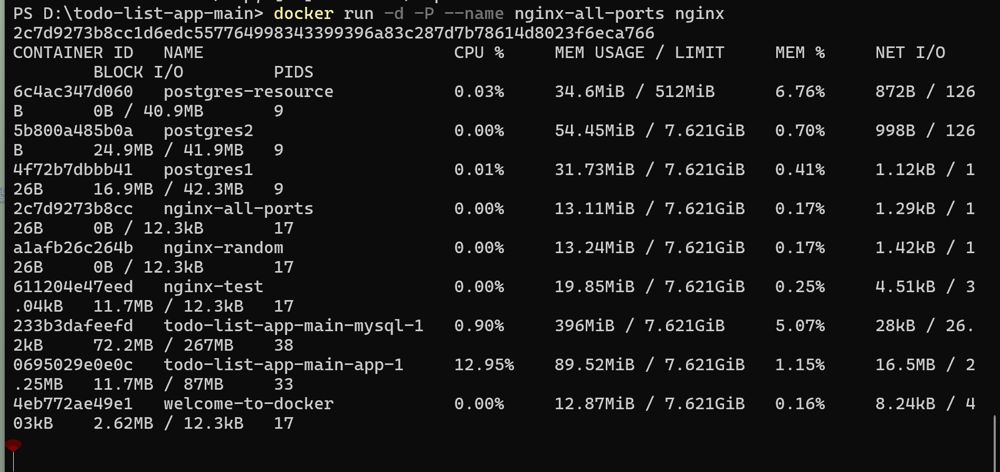 PS D:\todo-list-app-main> docker run -d -P --name nginx-all-ports nginx
2c7d9273b8cc1d6edc557764998343399396a83c287d7b78614d8023f6eca766
CONTAINER ID   NAME                         CPU %     MEM USAGE / LIMIT     MEM %     NET I/O
        BLOCK I/O         PIDS
6c4ac347d060   postgres-resource            0.03%     34.6MiB / 512MiB      6.76%     872B / 126
B       0B / 40.9MB       9
5b800a485b0a   postgres2                    0.00%     54.45MiB / 7.621GiB   0.70%     998B / 126
B       24.9MB / 41.9MB   9
4f72b7dbbb41   postgres1                    0.01%     31.73MiB / 7.621GiB   0.41%     1.12kB / 1
26B     16.9MB / 42.3MB   9
2c7d9273b8cc   nginx-all-ports              0.00%     13.11MiB / 7.621GiB   0.17%     1.29kB / 1
26B     0B / 12.3kB       17
a1afb26c264b   nginx-random                 0.00%     13.24MiB / 7.621GiB   0.17%     1.42kB / 1
26B     0B / 12.3kB       17
611204e47eed   nginx-test                   0.00%     19.85MiB / 7.621GiB   0.25%     4.51kB / 3
.04kB   11.7MB / 12.3kB   17
233b3dafeefd   todo-list-app-main-mysql-1   0.90%     396MiB / 7.621GiB     5.07%     28kB / 26.
2kB     72.2MB / 267MB    38
0695029e0e0c   todo-list-app-main-app-1     12.95%    89.52MiB / 7.621GiB   1.15%     16.5MB / 2
.25MB   11.7MB / 87MB     33
4eb772ae49e1   welcome-to-docker            0.00%     12.87MiB / 7.621GiB   0.16%     8.24kB / 4
03kB    2.62MB / 12.3kB   17